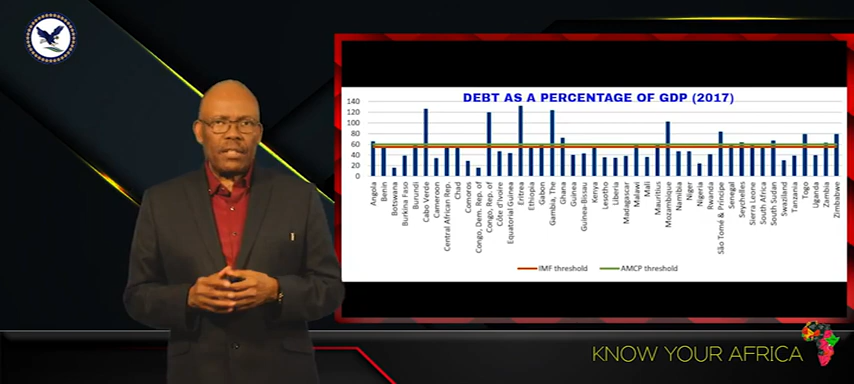 DEBT AS A PERCENTAGE OF GDP (2017)
140
120
100
80
60
40
20
0
Angola
Benin
Botswana
Burkina Faso
Burundi
Cabo Verde
Cameroon
Central African Rep.
Chad
Comoros
Congo, Dem. Rep. of
Congo, Rep. of
Côte d'Ivoire
Equatorial Guinea
Eritrea
Ethiopia
Gabon
Gambia, The
Ghana
Guinea
Guinea-Bissau
Kenya
Lesotho
Liberia
Madagascar
Malawi
Mali
Mauritius
Mozambique
Namibia
Niger
Nigeria
Rwanda
São Tomé & Príncipe
Senegal
Seychelles
Sierra Leone
South Africa
South Sudan
Swaziland
Tanzania
Togo
Uganda
Zambia
Zimbabwe
IMF threshold
AMCP threshold
KNOW YOUR AFRICA